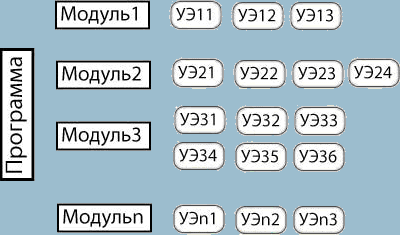 Модуль1 УЭ11 УЭ12 УЭ13
Программа
Модуль2 УЭ21 УЭ22 УЭ23 УЭ24
Модуль3 УЭ31 УЭ32 УЭ33
УЭ34 УЭ35 УЭ36
Модульn УЭn1 УЭn2 УЭn3